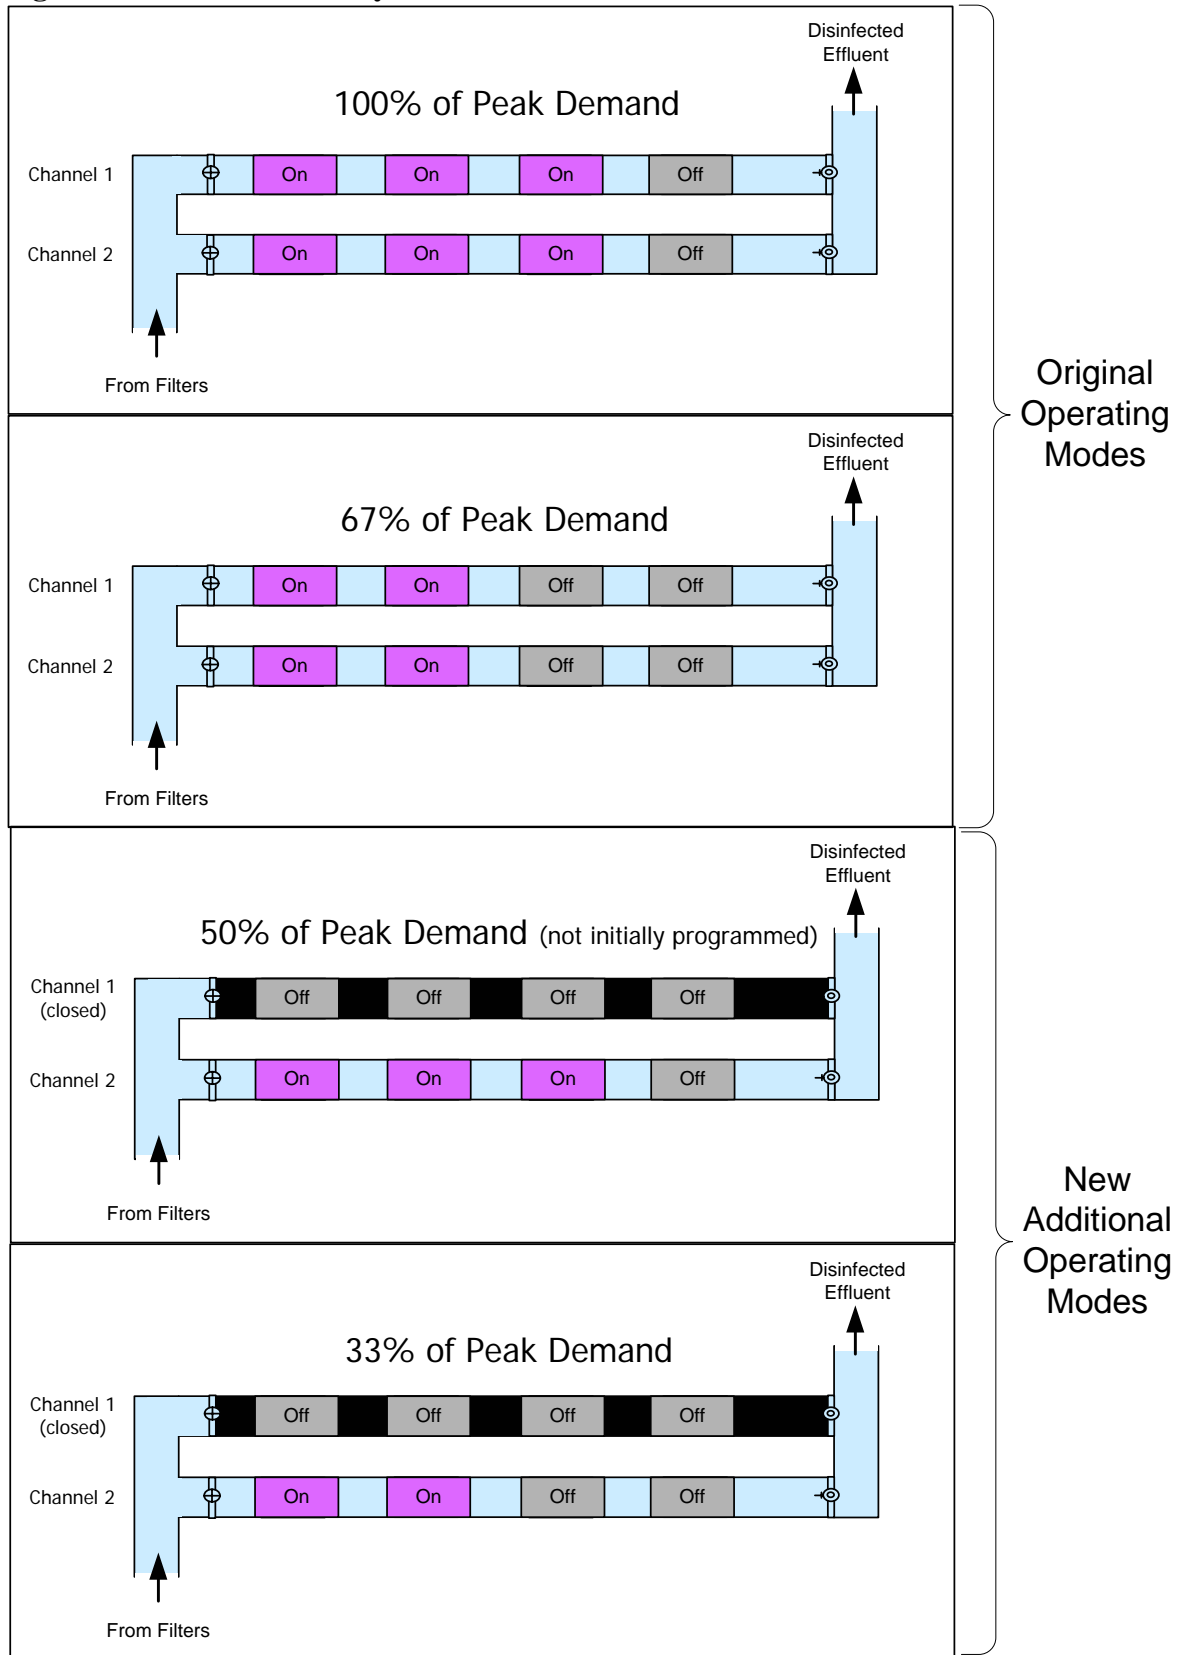 Disinfected
Effluent
100% of Peak Demand
Channel 1
On
On
On
Off
Channel 2
On
On
On
Off
From Filters
Disinfected
Effluent
67% of Peak Demand
Channel 1
On
On
Off
Off
Channel 2
On
On
Off
Off
From Filters
Original
Operating
Modes
Disinfected
Effluent
50% of Peak Demand (not initially programmed)
Channel 1
(closed)
Off
Off
Off
Off
Channel 2
On
On
On
Off
From Filters
Disinfected
Effluent
33% of Peak Demand
Channel 1
(closed)
Off
Off
Off
Off
Channel 2
On
On
Off
Off
From Filters
New
Additional
Operating
Modes